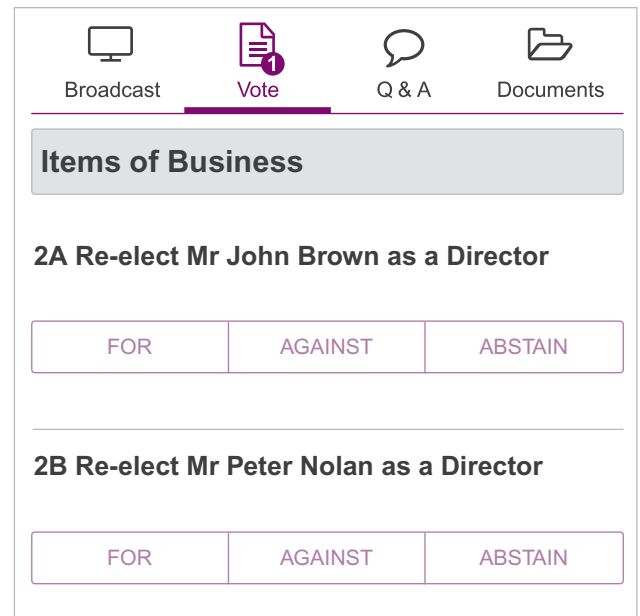 1
Broadcast Vote Q & A Documents
Items of Business
2A Re-elect Mr John Brown as a Director
FOR AGAINST ABSTAIN
2B Re-elect Mr Peter Nolan as a Director
FOR AGAINST ABSTAIN